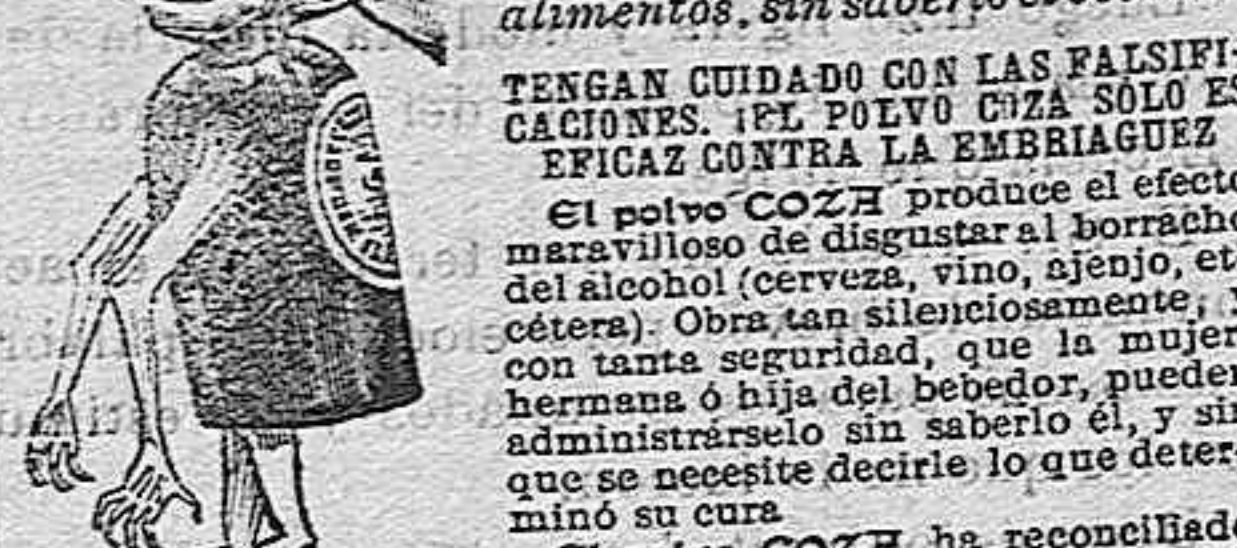 alimentos, sin saberlo
TENGAN CUIDADO CON LAS FALSIFI-
CACIONES. ¡EL POLVO COZA SOLO ES
EFICAZ CONTRA LA EMBRIAGUEZ
El polvo COZA produce el efecto
maravilloso de disgustar al borracho
del alcohol (cerveza, vino, ajenjo, et-
cétera). Obra tan silenciosamente, y
con tanta seguridad, que la mujer,
hermana ó hija del bebedor, pueden
administrárselo sin saberlo él, y sin
que se necesite decirle lo que deter-
minó su cura
COZA ha reconciliado